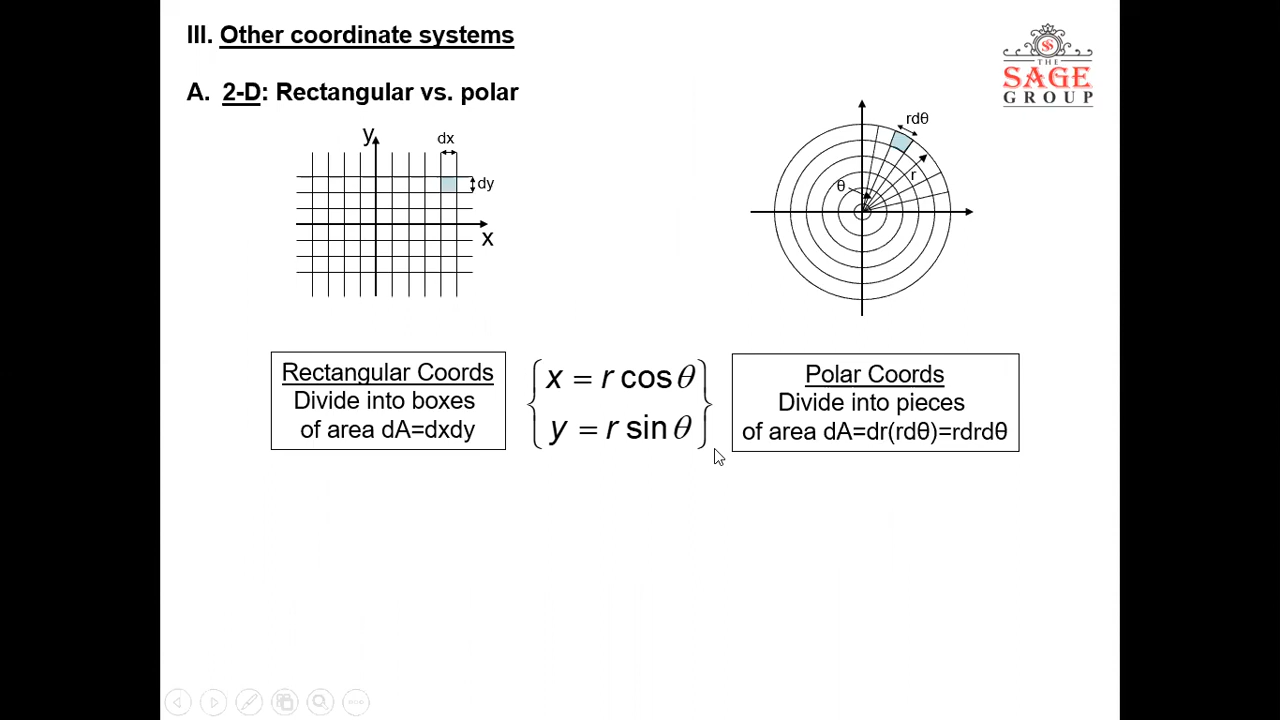 III. Other coordinate systems
THE
SAGE
GROUP
A. 2-D: Rectangular vs. polar
y
dx
dy
x
rdθ
r
θ
Rectangular Coords
Divide into boxes
of area dA=dxdy
x = r cos θ
y = r sin θ
Polar Coords
Divide into pieces
of area dA=dr(rdθ)=rdrdθ